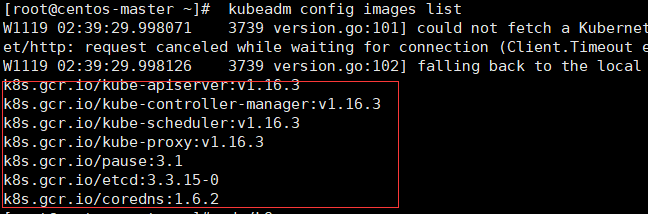 [root@centos-master ~]#  kubeadm config images list
W1119 02:39:29.998071    3739 version.go:101] could not fetch a Kubernet
et/http: request canceled while waiting for connection (Client.Timeout e
W1119 02:39:29.998126    3739 version.go:102] falling back to the local
k8s.gcr.io/kube-apiserver:v1.16.3
k8s.gcr.io/kube-controller-manager:v1.16.3
k8s.gcr.io/kube-scheduler:v1.16.3
k8s.gcr.io/kube-proxy:v1.16.3
k8s.gcr.io/pause:3.1
k8s.gcr.io/etcd:3.3.15-0
k8s.gcr.io/coredns:1.6.2